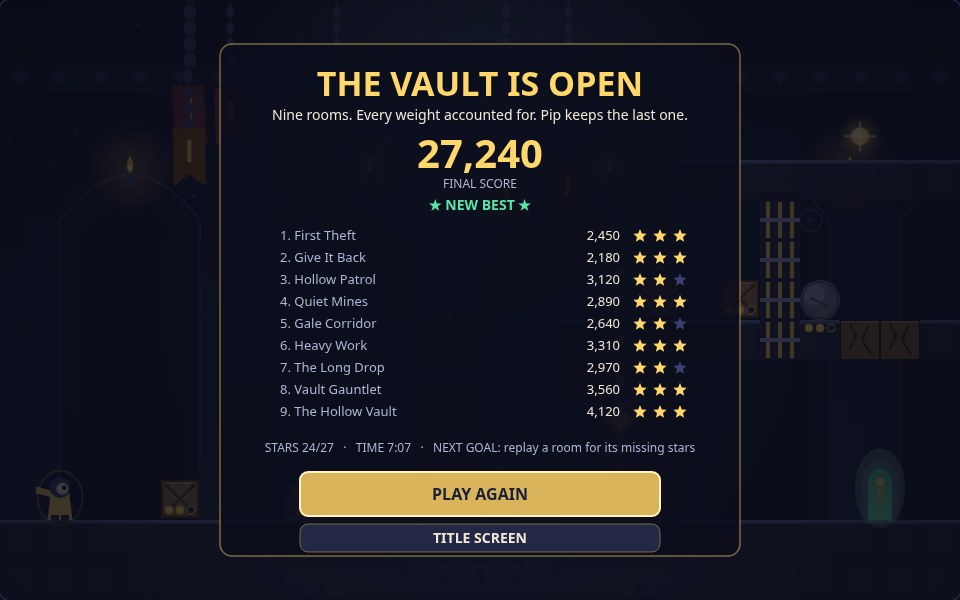 THE VAULT IS OPEN
Nine rooms. Every weight accounted for. Pip keeps the last one.
27,240
FINAL SCORE
★ NEW BEST ★
1. First Theft 2,450 ★ ★ ★
2. Give It Back 2,180 ★ ★ ★
3. Hollow Patrol 3,120 ★ ★ ★
4. Quiet Mines 2,890 ★ ★ ★
5. Gale Corridor 2,640 ★ ★ ★
6. Heavy Work 3,310 ★ ★ ★
7. The Long Drop 2,970 ★ ★ ★
8. Vault Gauntlet 3,560 ★ ★ ★
9. The Hollow Vault 4,120 ★ ★ ★
STARS 24/27 · TIME 7:07 · NEXT GOAL: replay a room for its missing stars
PLAY AGAIN
TITLE SCREEN